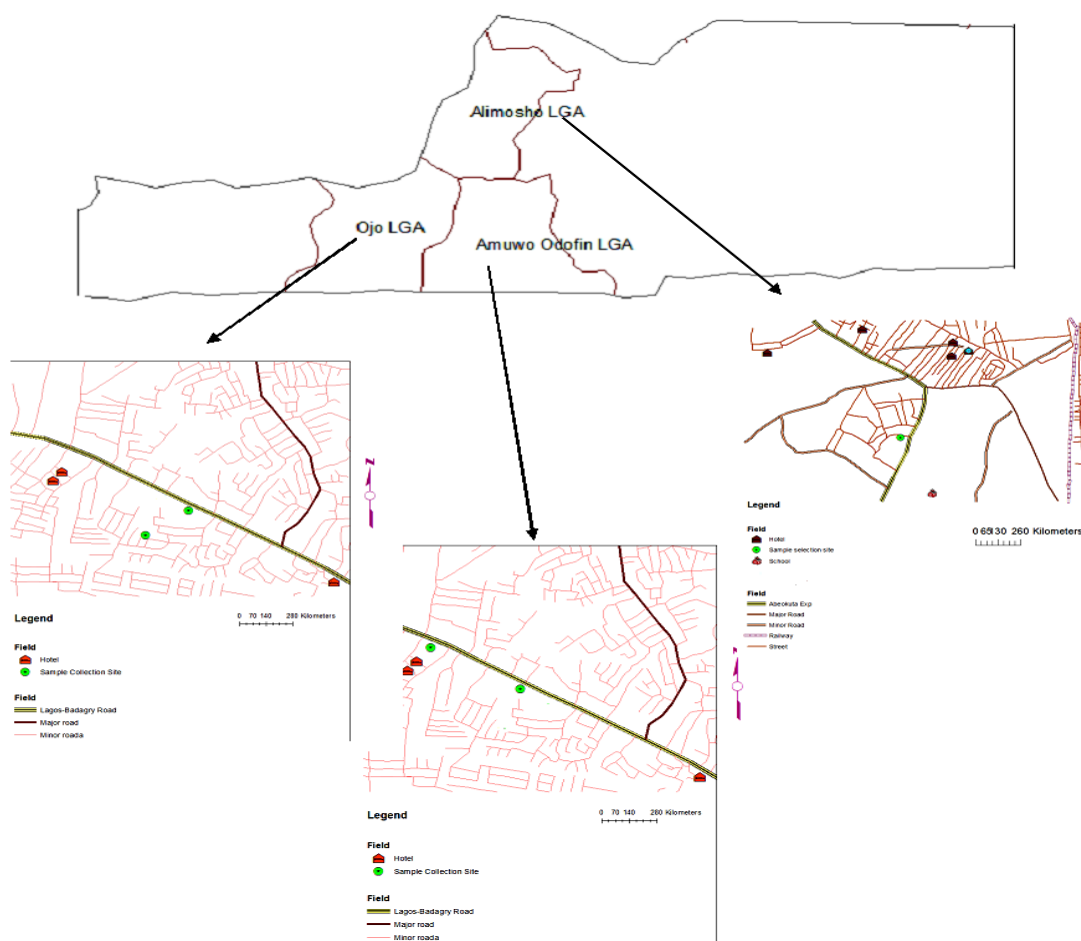 Alimosho LGA
Ojo LGA
Amuwo Odofin LGA
N
0 70 140 280 Kilometers
Legend
Field
Hotel
Sample Collection Site
Field
Lagos-Badagry Road
Major road
Minor roada
0 70 140 280 Kilometers
Legend
Field
Hotel
Sample Collection Site
Field
Lagos-Badagry Road
Major road
Minor roada
0 65130 260 Kilometers
Legend
Field
Hotel
Sample selection site
School
Field
Abeokuta Exp
Major Road
Minor Road
Railway
Street